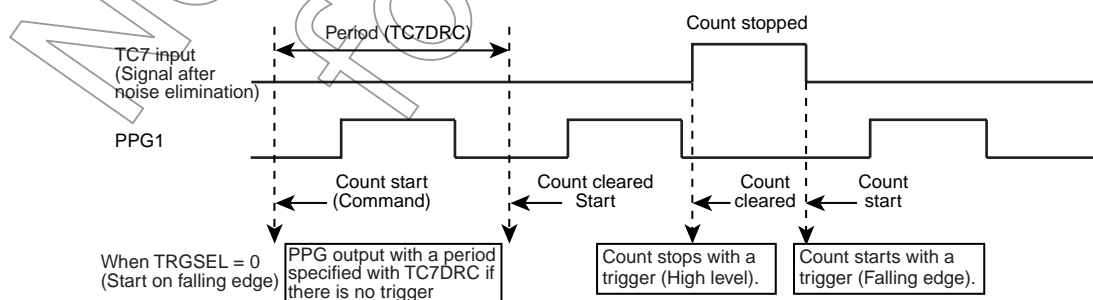 Count stopped
Period (TC7DRC)
TC7 input
(Signal after
noise elimination)
PPG1
Count start
(Command)
Count cleared
Start
Count
cleared
Count
start
When TRGSEL = 0
(Start on falling edge)
PPG output with a period
specified with TC7DRC if
there is no trigger
Count stops with a
trigger (High level).
Count starts with a
trigger (Falling edge).